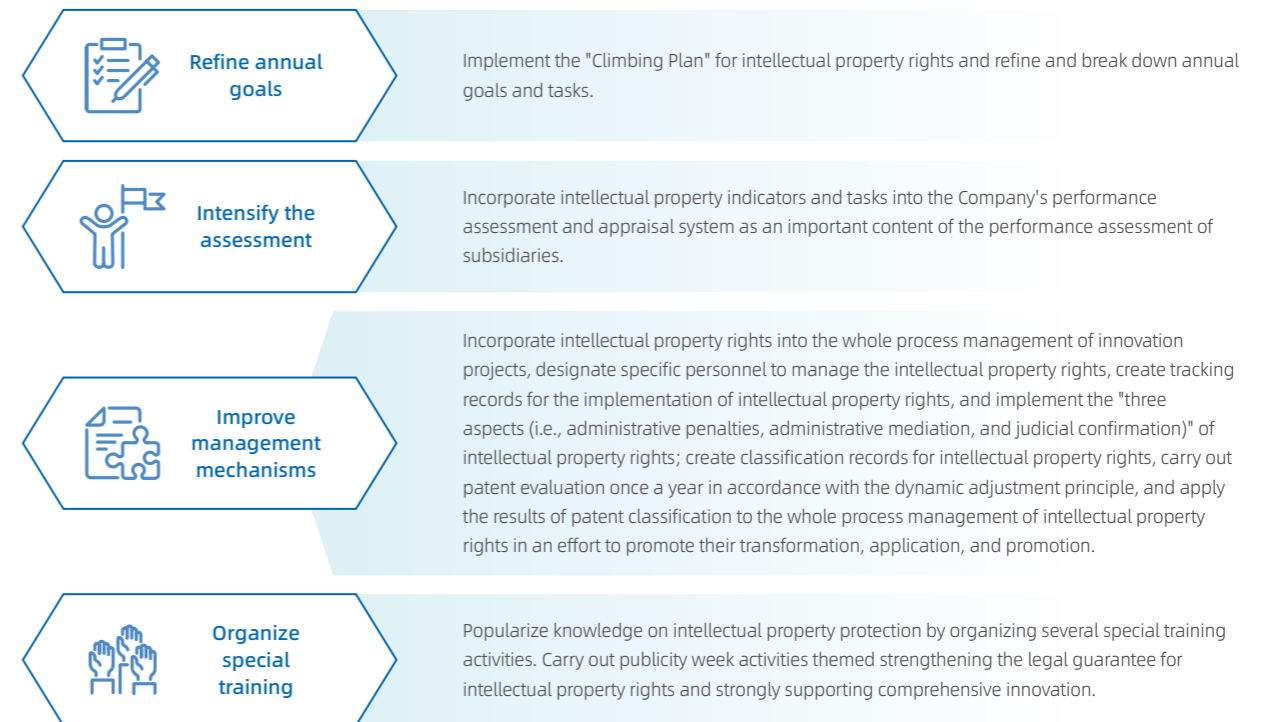 Refine annual
goals
Implement the "Climbing Plan" for intellectual property rights and refine and break down annual
goals and tasks.
Intensify the
assessment
Incorporate intellectual property indicators and tasks into the Company's performance
assessment and appraisal system as an important content of the performance assessment of
subsidiaries.
Improve
management
mechanisms
Incorporate intellectual property rights into the whole process management of innovation
projects, designate specific personnel to manage the intellectual property rights, create tracking
records for the implementation of intellectual property rights, and implement the "three
aspects (i.e., administrative penalties, administrative mediation, and judicial confirmation)" of
intellectual property rights; create classification records for intellectual property rights, carry out
patent evaluation once a year in accordance with the dynamic adjustment principle, and apply
the results of patent classification to the whole process management of intellectual property
rights in an effort to promote their transformation, application, and promotion.
Organize
special
training
Popularize knowledge on intellectual property protection by organizing several special training
activities. Carry out publicity week activities themed strengthening the legal guarantee for
intellectual property rights and strongly supporting comprehensive innovation.